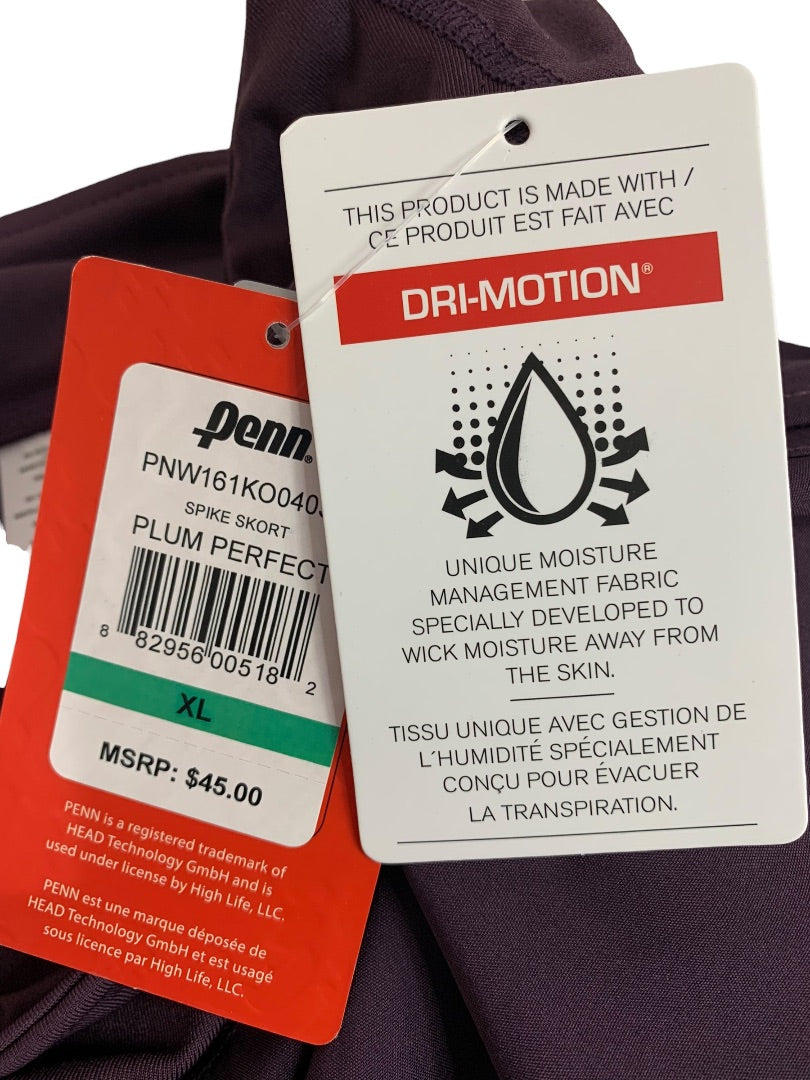 THIS PRODUCT IS MADE WITH /
CE PRODUIT EST FAIT AVEC
DRI-MOTION®
UNIQUE MOISTURE
MANAGEMENT FABRIC
SPECIALLY DEVELOPED TO
WICK MOISTURE AWAY FROM
THE SKIN.
TISSU UNIQUE AVEC GESTION DE
L'HUMIDITÉ SPÉCIALEMENT
CONÇU POUR ÉVACUER
LA TRANSPIRATION.
Penn®
PNW161KO040
SPIKE SKORT
PLUM PERFECT
8 82956 00518 2
XL
MSRP: $45.00
PENN is a registered trademark of
HEAD Technology GmbH and is
used under license by High Life, LLC.
PENN est une marque déposée de
HEAD Technology GmbH et est usagé
sous licence par High Life, LLC.